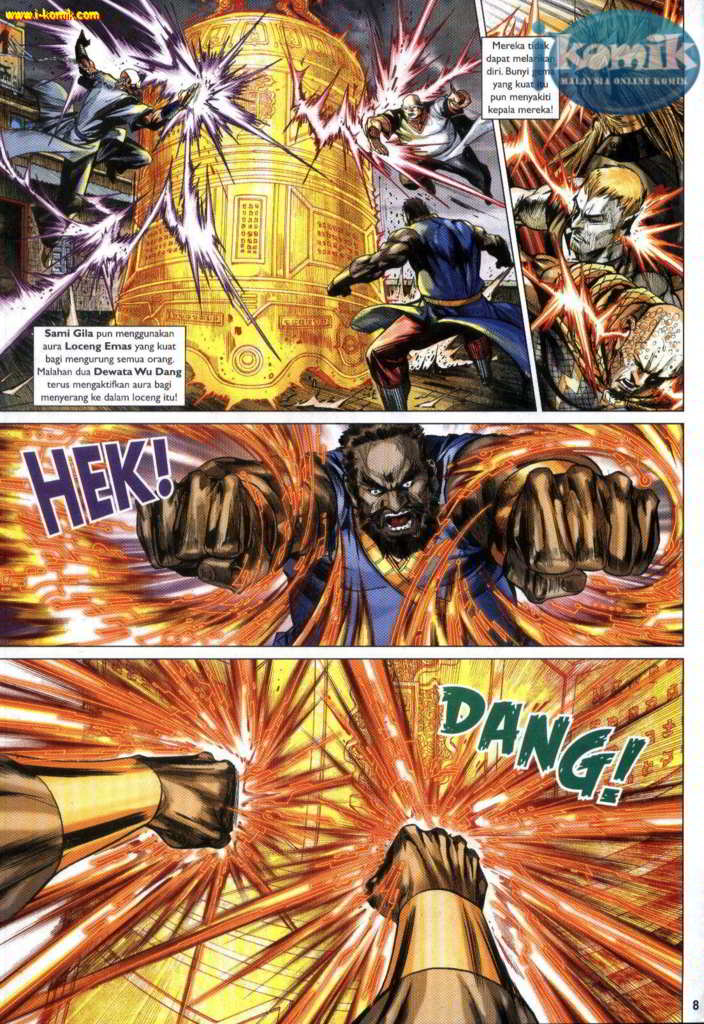 www.i-komik.com
Mereka tidak
dapat melarikan
diri. Bunyi gema
yang kuat itu
pun menyakiti
kepala mereka!
ikomik
MALAYSIA ONLINE KOMIK
Sami Gila pun menggunakan
aura Loceng Emas yang kuat
bagi mengurung semua orang.
Malahan dua Dewata Wu Dang
terus mengaktifkan aura bagi
menyerang ke dalam loceng itu!
HEK!
DANG!
8